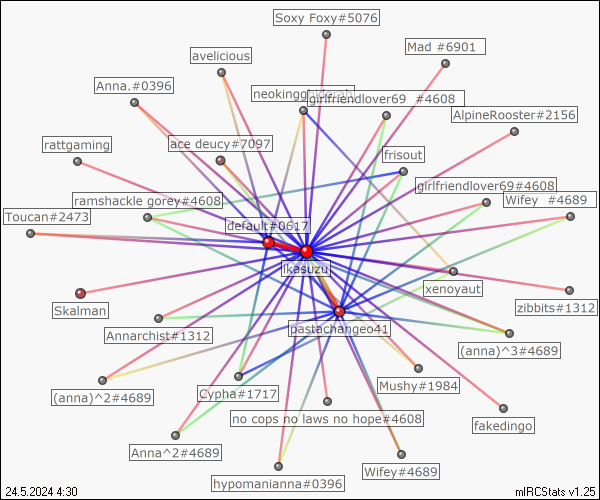 Soxy Foxy#5076
Mad #6901
avelicious
Anna.#0396
girlfriendlover69 #4608
AlpineRooster#2156
rattgaming
ace deucy#7097
frisout
ramshackle gorey#4608
girlfriendlover69#4608
Wifey #4689
Toucan#2473
default#0617
ikasuzu
xenoyaut
Skalman
zibbits#1312
Annarchist#1312
pastachangeo41
(anna)^3#4689
(anna)^2#4689
Cypha#1717
Mushy#1984
no cops no laws no hope#4608
fakedingo
Anna^2#4689
Wifey#4689
hypomanianna#0396
24.5.2024 4:30
mIRCStats v1.25